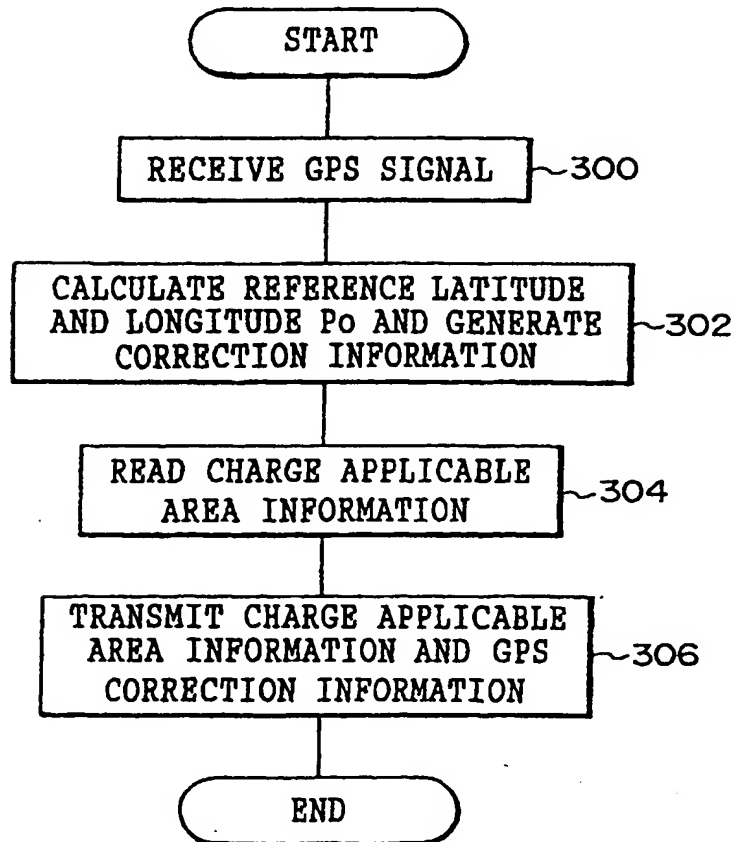 START
RECEIVE GPS SIGNAL
300
CALCULATE REFERENCE LATITUDE
AND LONGITUDE Po AND GENERATE
CORRECTION INFORMATION
302
READ CHARGE APPLICABLE
AREA INFORMATION
304
TRANSMIT CHARGE APPLICABLE
AREA INFORMATION AND GPS
CORRECTION INFORMATION
306
END